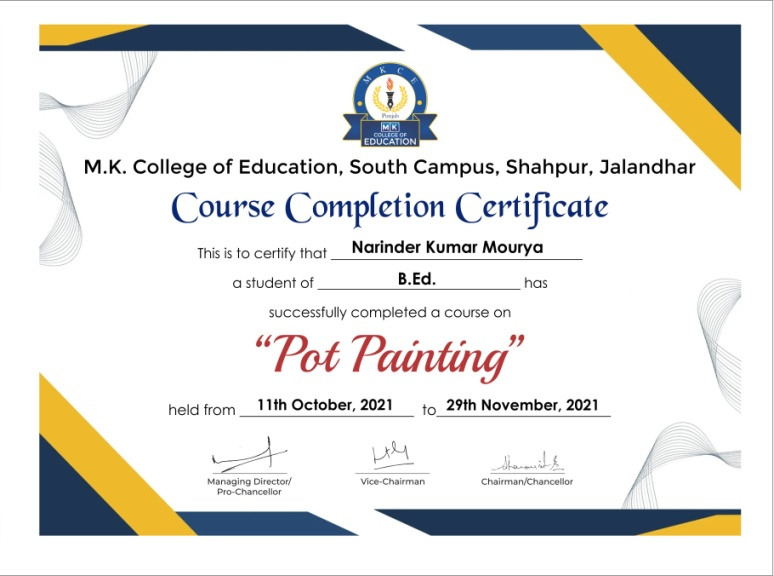 MKCE
Punjab
MK
COLLEGE OF
EDUCATION
M.K. College of Education, South Campus, Shahpur, Jalandhar
Course Completion Certificate
This is to certify that Narinder Kumar Mourya
a student of B.Ed. has
successfully completed a course on
“Pot Painting”
held from 11th October, 2021 to 29th November, 2021
Managing Director/ Vice-Chairman Chairman/Chancellor
Pro-Chancellor